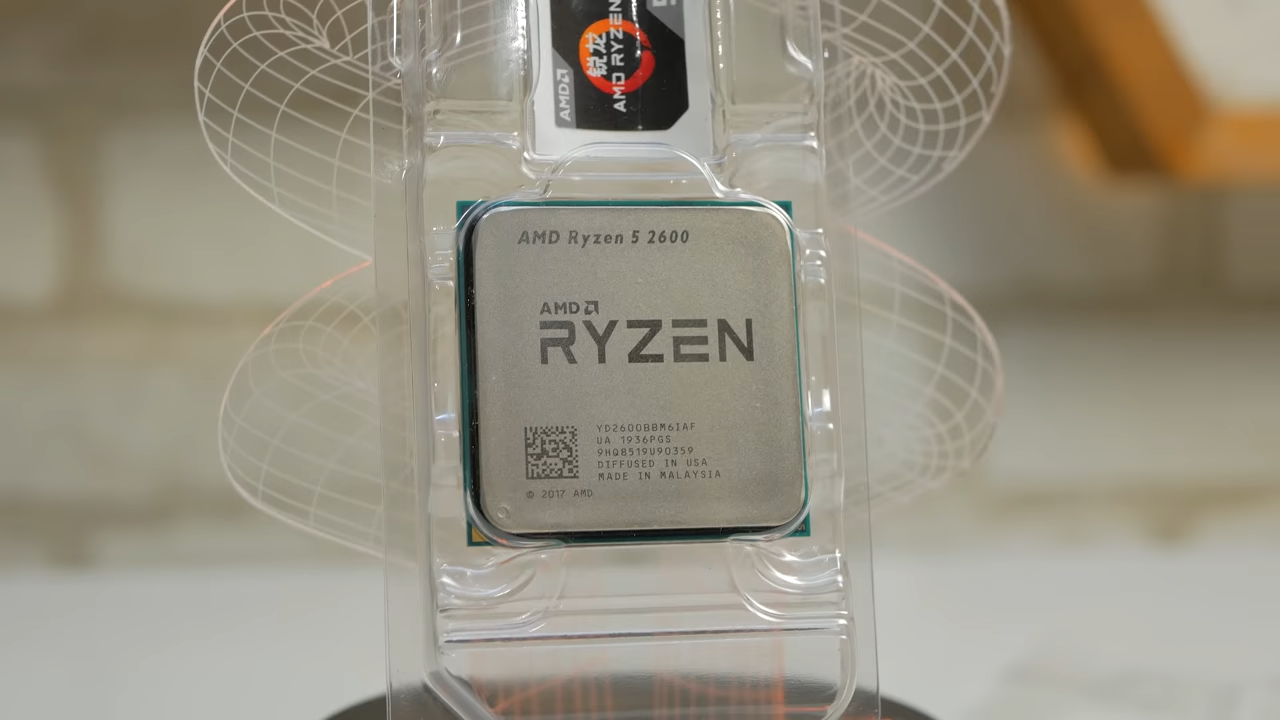 锐龙
AMD RYZEN
AMD
5
AMD Ryzen 5 2600
AMD
RYZEN
YD2600BBM6IAF
UA 1936PGS
9HQ8519U90359
DIFFUSED IN USA
MADE IN MALAYSIA
© 2017 AMD